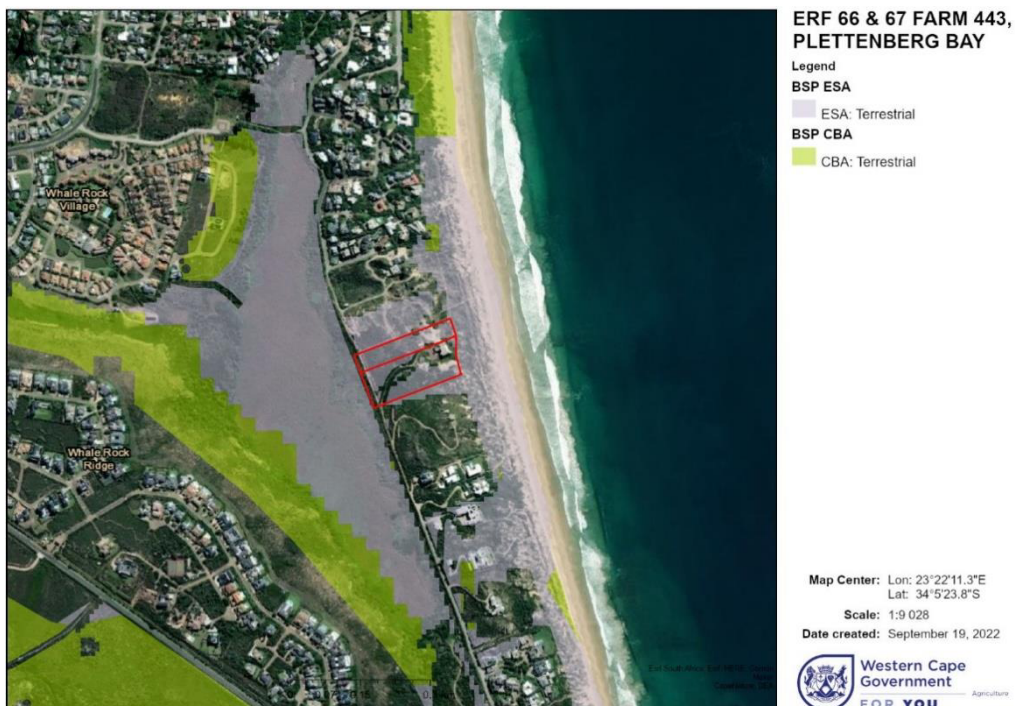 ERF 66 & 67 FARM 443,
PLETTENBERG BAY
Legend
BSP ESA
ESA: Terrestrial
BSP CBA
CBA: Terrestrial
Whale Rock
Village
Whale Rock
Ridge
Map Center: Lon: 23°22'11.3"E
Lat: 34°5'23.8"S
Scale: 1:9 028
Date created: September 19, 2022
Western Cape
Government
Agriculture
FOR YOU